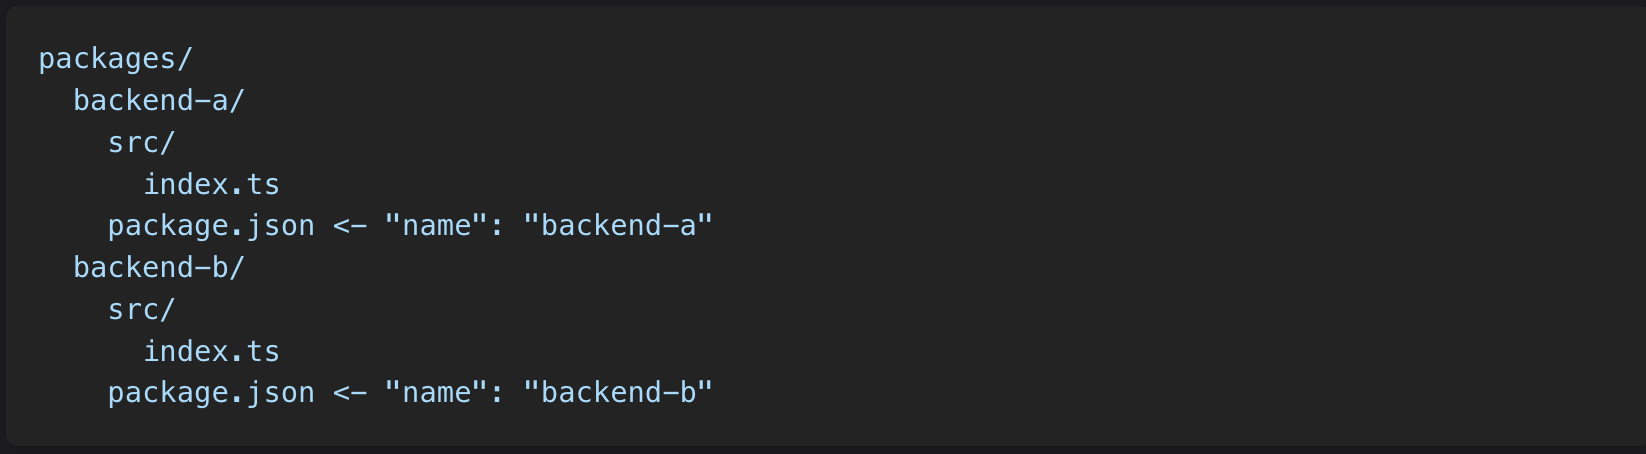 packages/
  backend-a/
    src/
      index.ts
    package.json <- "name": "backend-a"
  backend-b/
    src/
      index.ts
    package.json <- "name": "backend-b"